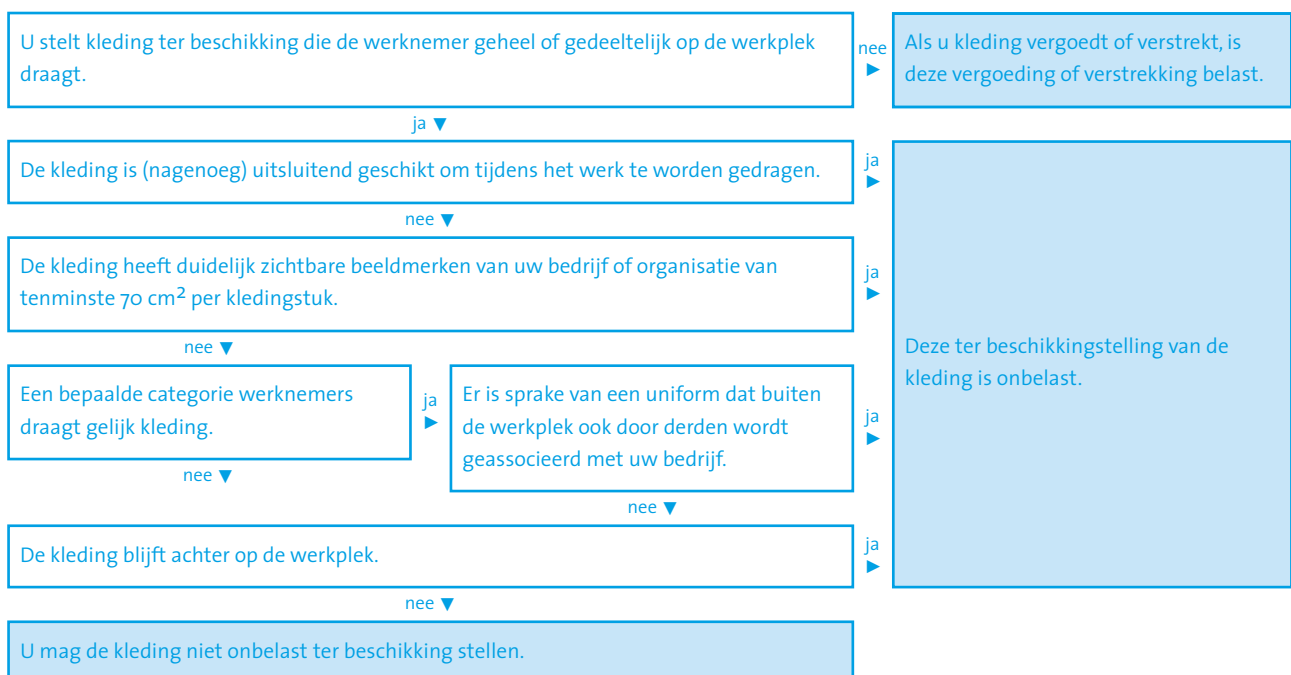 U stelt kleding ter beschikking die de werknemer geheel of gedeeltelijk op de werkplek
draagt.
nee ►
Als u kleding vergoedt of verstrekt, is
deze vergoeding of verstrekking belast.
ja ▼
De kleding is (nagenoeg) uitsluitend geschikt om tijdens het werk te worden gedragen.
ja ►
nee ▼
De kleding heeft duidelijk zichtbare beeldmerken van uw bedrijf of organisatie van
tenminste 70 cm² per kledingstuk.
ja ►
Deze ter beschikkingstelling van de
kleding is onbelast.
nee ▼
Een bepaalde categorie werknemers
draagt gelijk kleding.
ja ►
Er is sprake van een uniform dat buiten
de werkplek ook door derden wordt
geassocieerd met uw bedrijf.
ja ►
nee ▼
nee ▼
De kleding blijft achter op de werkplek.
ja ►
nee ▼
U mag de kleding niet onbelast ter beschikking stellen.